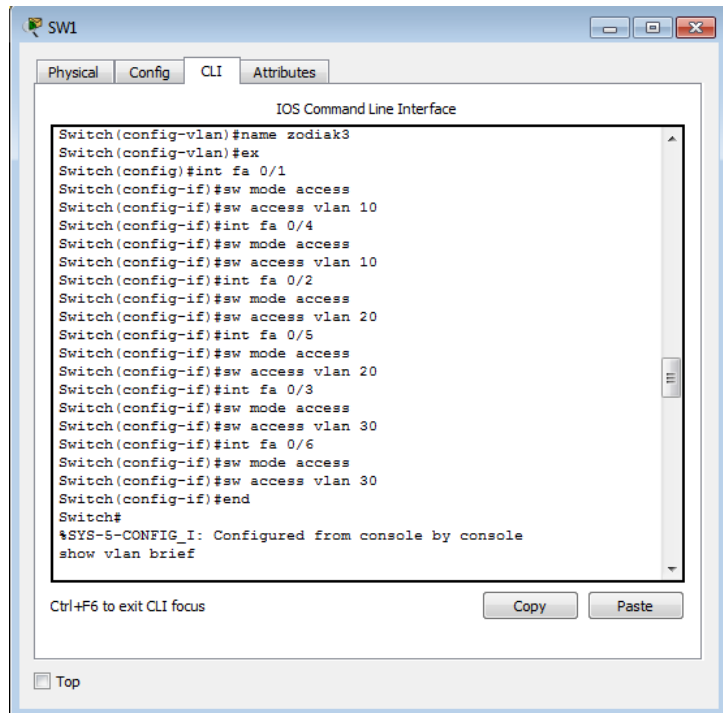 SW1
Physical Config CLI Attributes
IOS Command Line Interface
Switch(config-vlan)#name zodiak3
Switch(config-vlan)#ex
Switch(config)#int fa 0/1
Switch(config-if)#sw mode access
Switch(config-if)#sw access vlan 10
Switch(config-if)#int fa 0/4
Switch(config-if)#sw mode access
Switch(config-if)#sw access vlan 10
Switch(config-if)#int fa 0/2
Switch(config-if)#sw mode access
Switch(config-if)#sw access vlan 20
Switch(config-if)#int fa 0/5
Switch(config-if)#sw mode access
Switch(config-if)#sw access vlan 20
Switch(config-if)#int fa 0/3
Switch(config-if)#sw mode access
Switch(config-if)#sw access vlan 30
Switch(config-if)#int fa 0/6
Switch(config-if)#sw mode access
Switch(config-if)#sw access vlan 30
Switch(config-if)#end
Switch#
%SYS-5-CONFIG_I: Configured from console by console
show vlan brief
Ctrl+F6 to exit CLI focus Copy Paste
Top